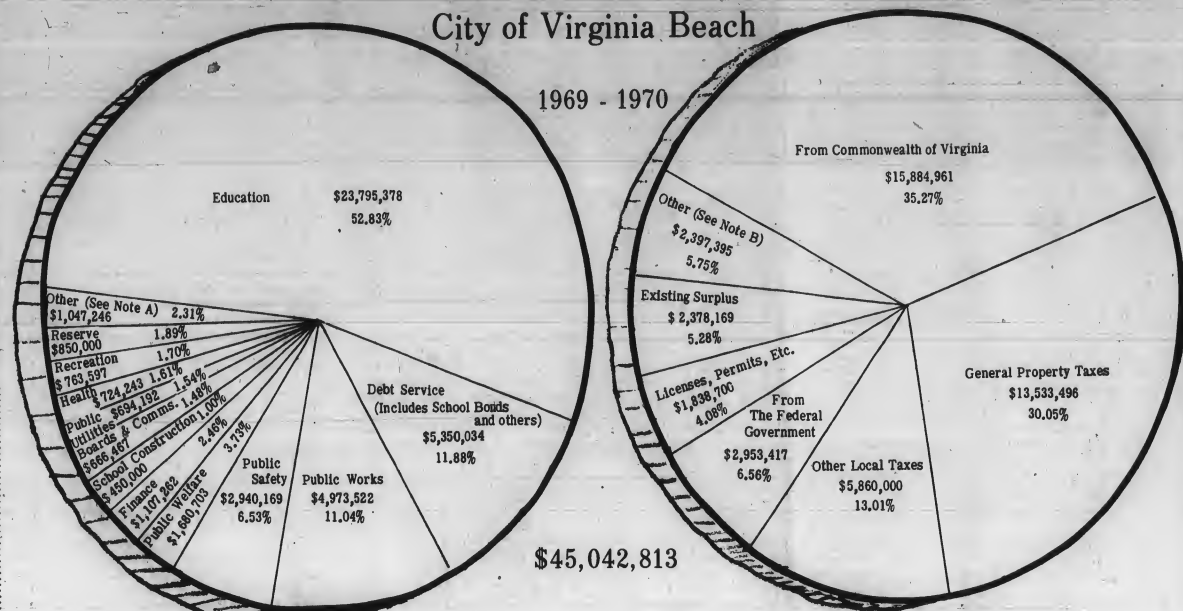 City of Virginia Beach
1969 - 1970
Education $23,795,378
52.83%
Other (See Note A) 2.31%
$1,047,246
Reserve 1.89%
$850,000
Recreation 1.70%
$763,597
Health $724,243 1.61%
Public $694,192 1.54%
Utilities
Boards & Comms. 1.48%
$666,467
School Construction 1.00%
$450,000
Finance 2.46%
$1,107,262
Public Welfare 3.73%
$1,680,703
Public
Safety
$2,940,169
6.53%
Public Works
$4,973,522
11.04%
Debt Service
(Includes School Bonds
and others)
$5,350,034
11.88%
From Commonwealth of Virginia
$15,884,961
35.27%
Other (See Note B)
$2,397,395
5.75%
Existing Surplus
$2,378,169
5.28%
Licenses, Permits, Etc.
$1,838,700
4.08%
From
The Federal
Government
$2,953,417
6.56%
Other Local Taxes
$5,860,000
13.01%
General Property Taxes
$13,533,496
30.05%
$45,042,813